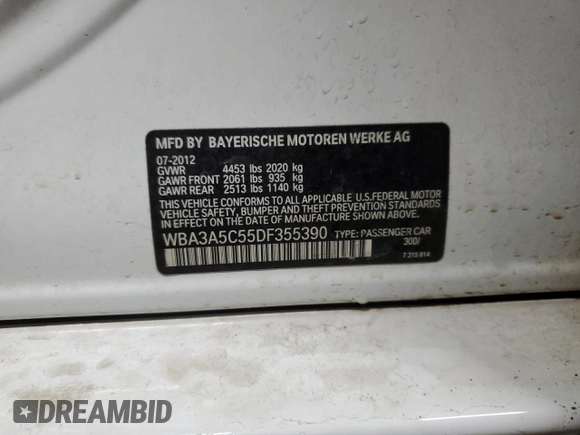 MFD BY BAYERISCHE MOTOREN WERKE AG
07-2012
GVWR 4453 lbs 2020 kg
GAWR FRONT 2061 lbs 935 kg
GAWR REAR 2513 lbs 1140 kg
THIS VEHICLE CONFORMS TO ALL APPLICABLE U.S.FEDERAL MOTOR
VEHICLE SAFETY, BUMPER AND THEFT PREVENTION STANDARDS
IN EFFECT ON THE DATE OF MANUFACTURE SHOWN ABOVE.
WBA3A5C55DF355390 TYPE: PASSENGER CAR
300/
7 315 814
DREAMBID